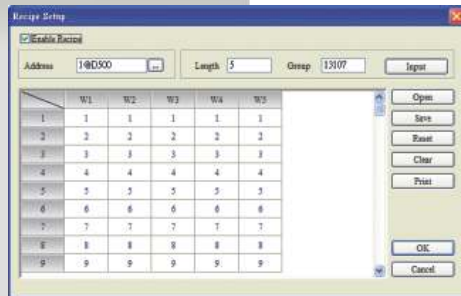 Recipe Setup
Enable Recipe
Address 1@D500 ... Length 5 Group 13107 Input
W1 W2 W3 W4 W5
1 1 1 1 1 1
2 2 2 2 2 2
3 3 3 3 3 3
4 4 4 4 4 4
5 5 5 5 5 5
6 6 6 6 6 6
7 7 7 7 7 7
8 8 8 8 8 8
9 9 9 9 9 9
Open
Save
Reset
Clear
Print
OK
Cancel